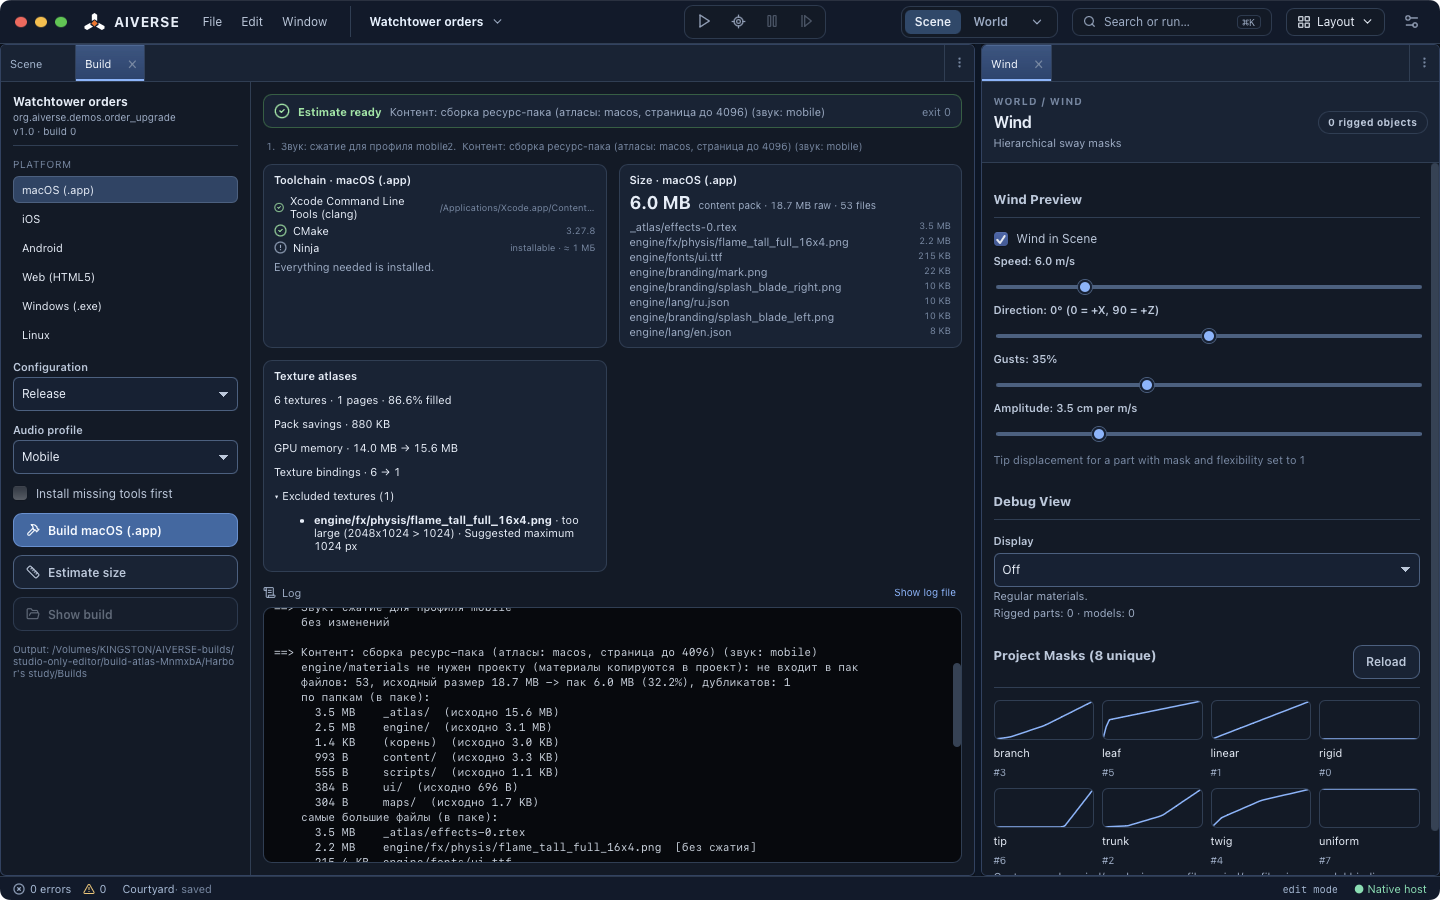 AIVERSE File Edit Window Watchtower orders Scene World Search or run... ⌘K Layout
Scene Build
Watchtower orders
org.aiverse.demos.order_upgrade
v1.0 · build 0
PLATFORM
macOS (.app)
iOS
Android
Web (HTML5)
Windows (.exe)
Linux
Configuration
Release
Audio profile
Mobile
Install missing tools first
Build macOS (.app)
Estimate size
Show build
Output: /Volumes/KINGSTON/AIVERSE-builds/
studio-only-editor/build-atlas-MnmxbA/Harbo
r's study/Builds
Estimate ready Контент: сборка ресурс-пака (атласы: macos, страница до 4096) (звук: mobile) exit 0
1. Звук: сжатие для профиля mobile2. Контент: сборка ресурс-пака (атласы: macos, страница до 4096) (звук: mobile)
Toolchain · macOS (.app)
Xcode Command Line
Tools (clang) /Applications/Xcode.app/Content...
CMake 3.27.8
Ninja installable · ≈ 1 МБ
Everything needed is installed.
Size · macOS (.app)
6.0 MB content pack · 18.7 MB raw · 53 files
_atlas/effects-0.rtex 3.5 MB
engine/fx/physis/flame_tall_full_16x4.png 2.2 MB
engine/fonts/ui.ttf 215 KB
engine/branding/mark.png 22 KB
engine/branding/splash_blade_right.png 10 KB
engine/lang/ru.json 10 KB
engine/branding/splash_blade_left.png 10 KB
engine/lang/en.json 8 KB
Texture atlases
6 textures · 1 pages · 86.6% filled
Pack savings · 880 KB
GPU memory · 14.0 MB → 15.6 MB
Texture bindings · 6 → 1
▾ Excluded textures (1)
• engine/fx/physis/flame_tall_full_16x4.png · too
large (2048x1024 > 1024) · Suggested maximum
1024 px
Log Show log file
==> Звук: сжатие для профиля mobile
без изменений
==> Контент: сборка ресурс-пака (атласы: macos, страница до 4096) (звук: mobile)
engine/materials не нужен проекту (материалы копируются в проект): не входит в пак
файлов: 53, исходный размер 18.7 MB -> пак 6.0 MB (32.2%), дубликатов: 1
по папкам (в паке):
3.5 MB _atlas/ (исходно 15.6 MB)
2.5 MB engine/ (исходно 3.1 MB)
1.4 KB (корень) (исходно 3.0 KB)
993 B content/ (исходно 3.3 KB)
555 B scripts/ (исходно 1.1 KB)
384 B ui/ (исходно 696 B)
304 B maps/ (исходно 1.7 KB)
самые большие файлы (в паке):
3.5 MB _atlas/effects-0.rtex
2.2 MB engine/fx/physis/flame_tall_full_16x4.png [без сжатия]
215.4 KB engine/fonts/ui.ttf
Wind
WORLD / WIND
Wind 0 rigged objects
Hierarchical sway masks
Wind Preview
Wind in Scene
Speed: 6.0 m/s
Direction: 0° (0 = +X, 90 = +Z)
Gusts: 35%
Amplitude: 3.5 cm per m/s
Tip displacement for a part with mask and flexibility set to 1
Debug View
Display
Off
Regular materials.
Rigged parts: 0 · models: 0
Project Masks (8 unique) Reload
branch leaf linear rigid
#3 #5 #1 #0
tip trunk twig uniform
#6 #2 #4 #7
0 errors 0 Courtyard · saved edit mode Native host